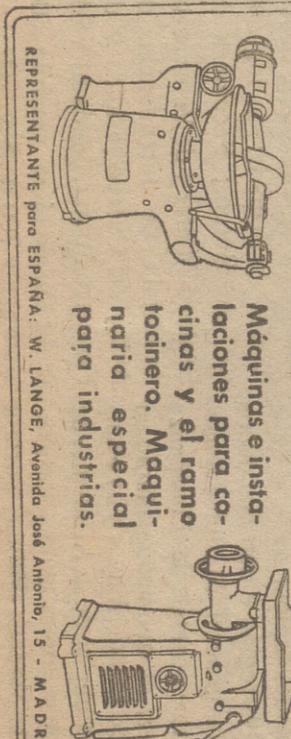 Máquinas e insta-
laciones para co-
cinas y el ramo
tocinero. Maqui-
naria especial
para industrias.
REPRESENTANTE para ESPAÑA: W. LANGE, Avenida José Antonio, 15 - MADR